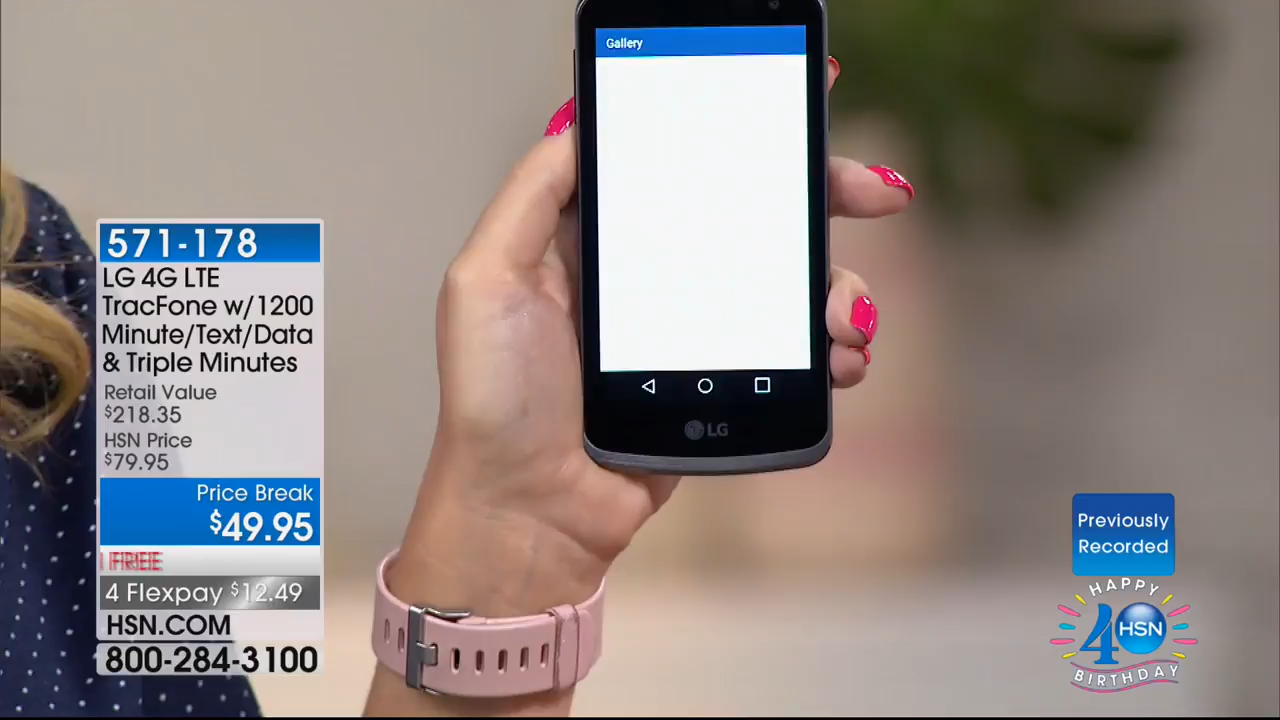 Gallery
LG
571-178
LG 4G LTE
TracFone w/1200
Minute/Text/Data
& Triple Minutes
Retail Value
$218.35
HSN Price
$79.95
Price Break
$49.95
FREE
4 Flexpay $12.49
HSN.COM
800-284-3100
Previously
Recorded
HAPPY
40
HSN
BIRTHDAY